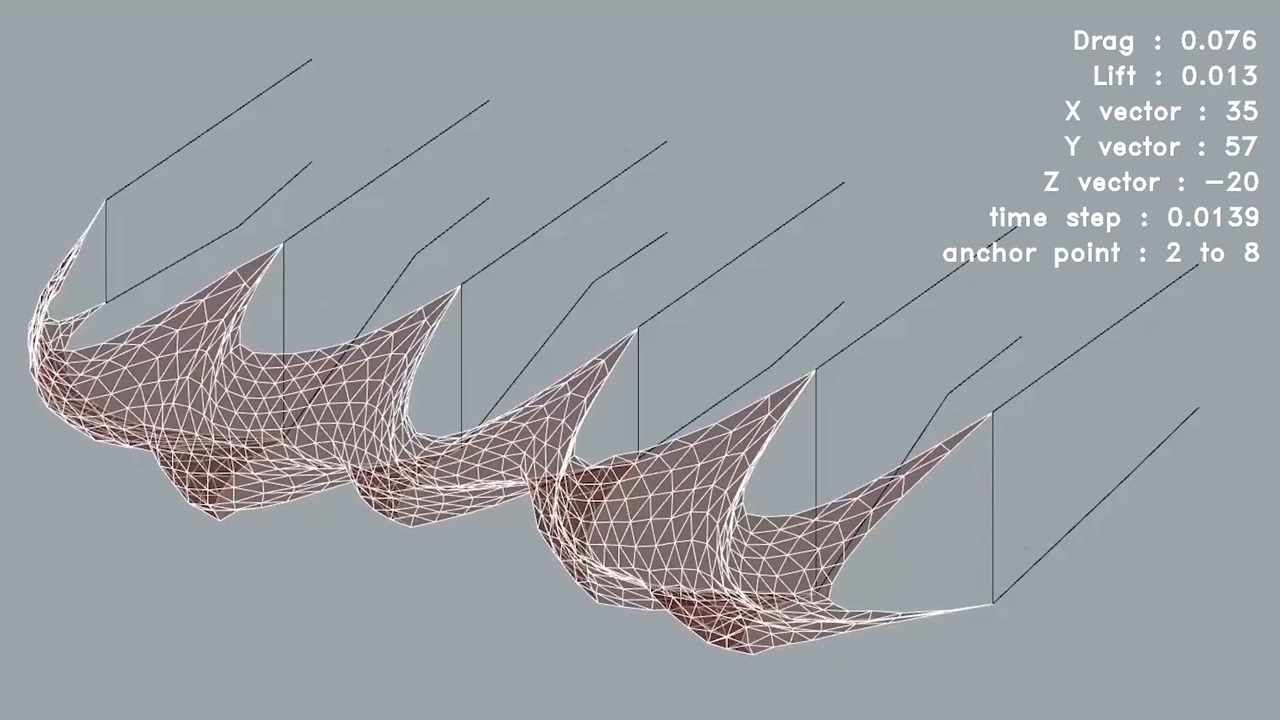 Drag : 0.076
Lift : 0.013
X vector : 35
Y vector : 57
Z vector : −20
time step : 0.0139
anchor point : 2 to 8